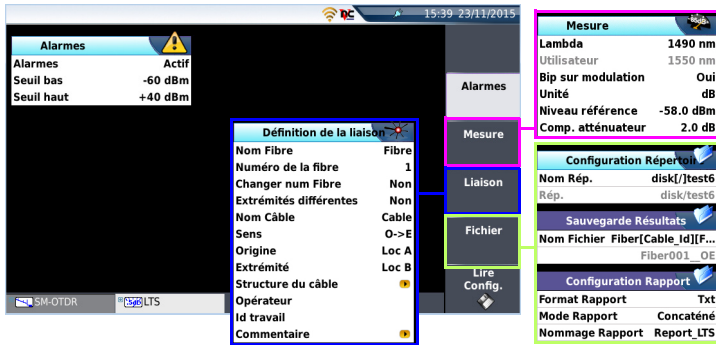 15:39 23/11/2015
Alarmes
Alarmes Actif
Seuil bas -60 dBm
Seuil haut +40 dBm
Définition de la liaison
Nom Fibre Fibre
Numéro de la fibre 1
Changer num Fibre Non
Extrémités différentes Non
Nom Câble Cable
Sens O->E
Origine Loc A
Extrémité Loc B
Structure du câble
Opérateur
Id travail
Commentaire
SM-OTDR
LTS
Alarmes
Mesure
Liaison
Fichier
Lire
Config.
Mesure
Lambda 1490 nm
Utilisateur 1550 nm
Bip sur modulation Oui
Unité dB
Niveau référence -58.0 dBm
Comp. atténuateur 2.0 dB
Configuration Répertoir
Nom Rép. disk[/]test6
Rép. disk/test6
Sauvegarde Résultats
Nom Fichier Fiber[Cable_Id][F...
Fiber001__OE
Configuration Rapport
Format Rapport Txt
Mode Rapport Concaténé
Nommage Rapport Report_LTS